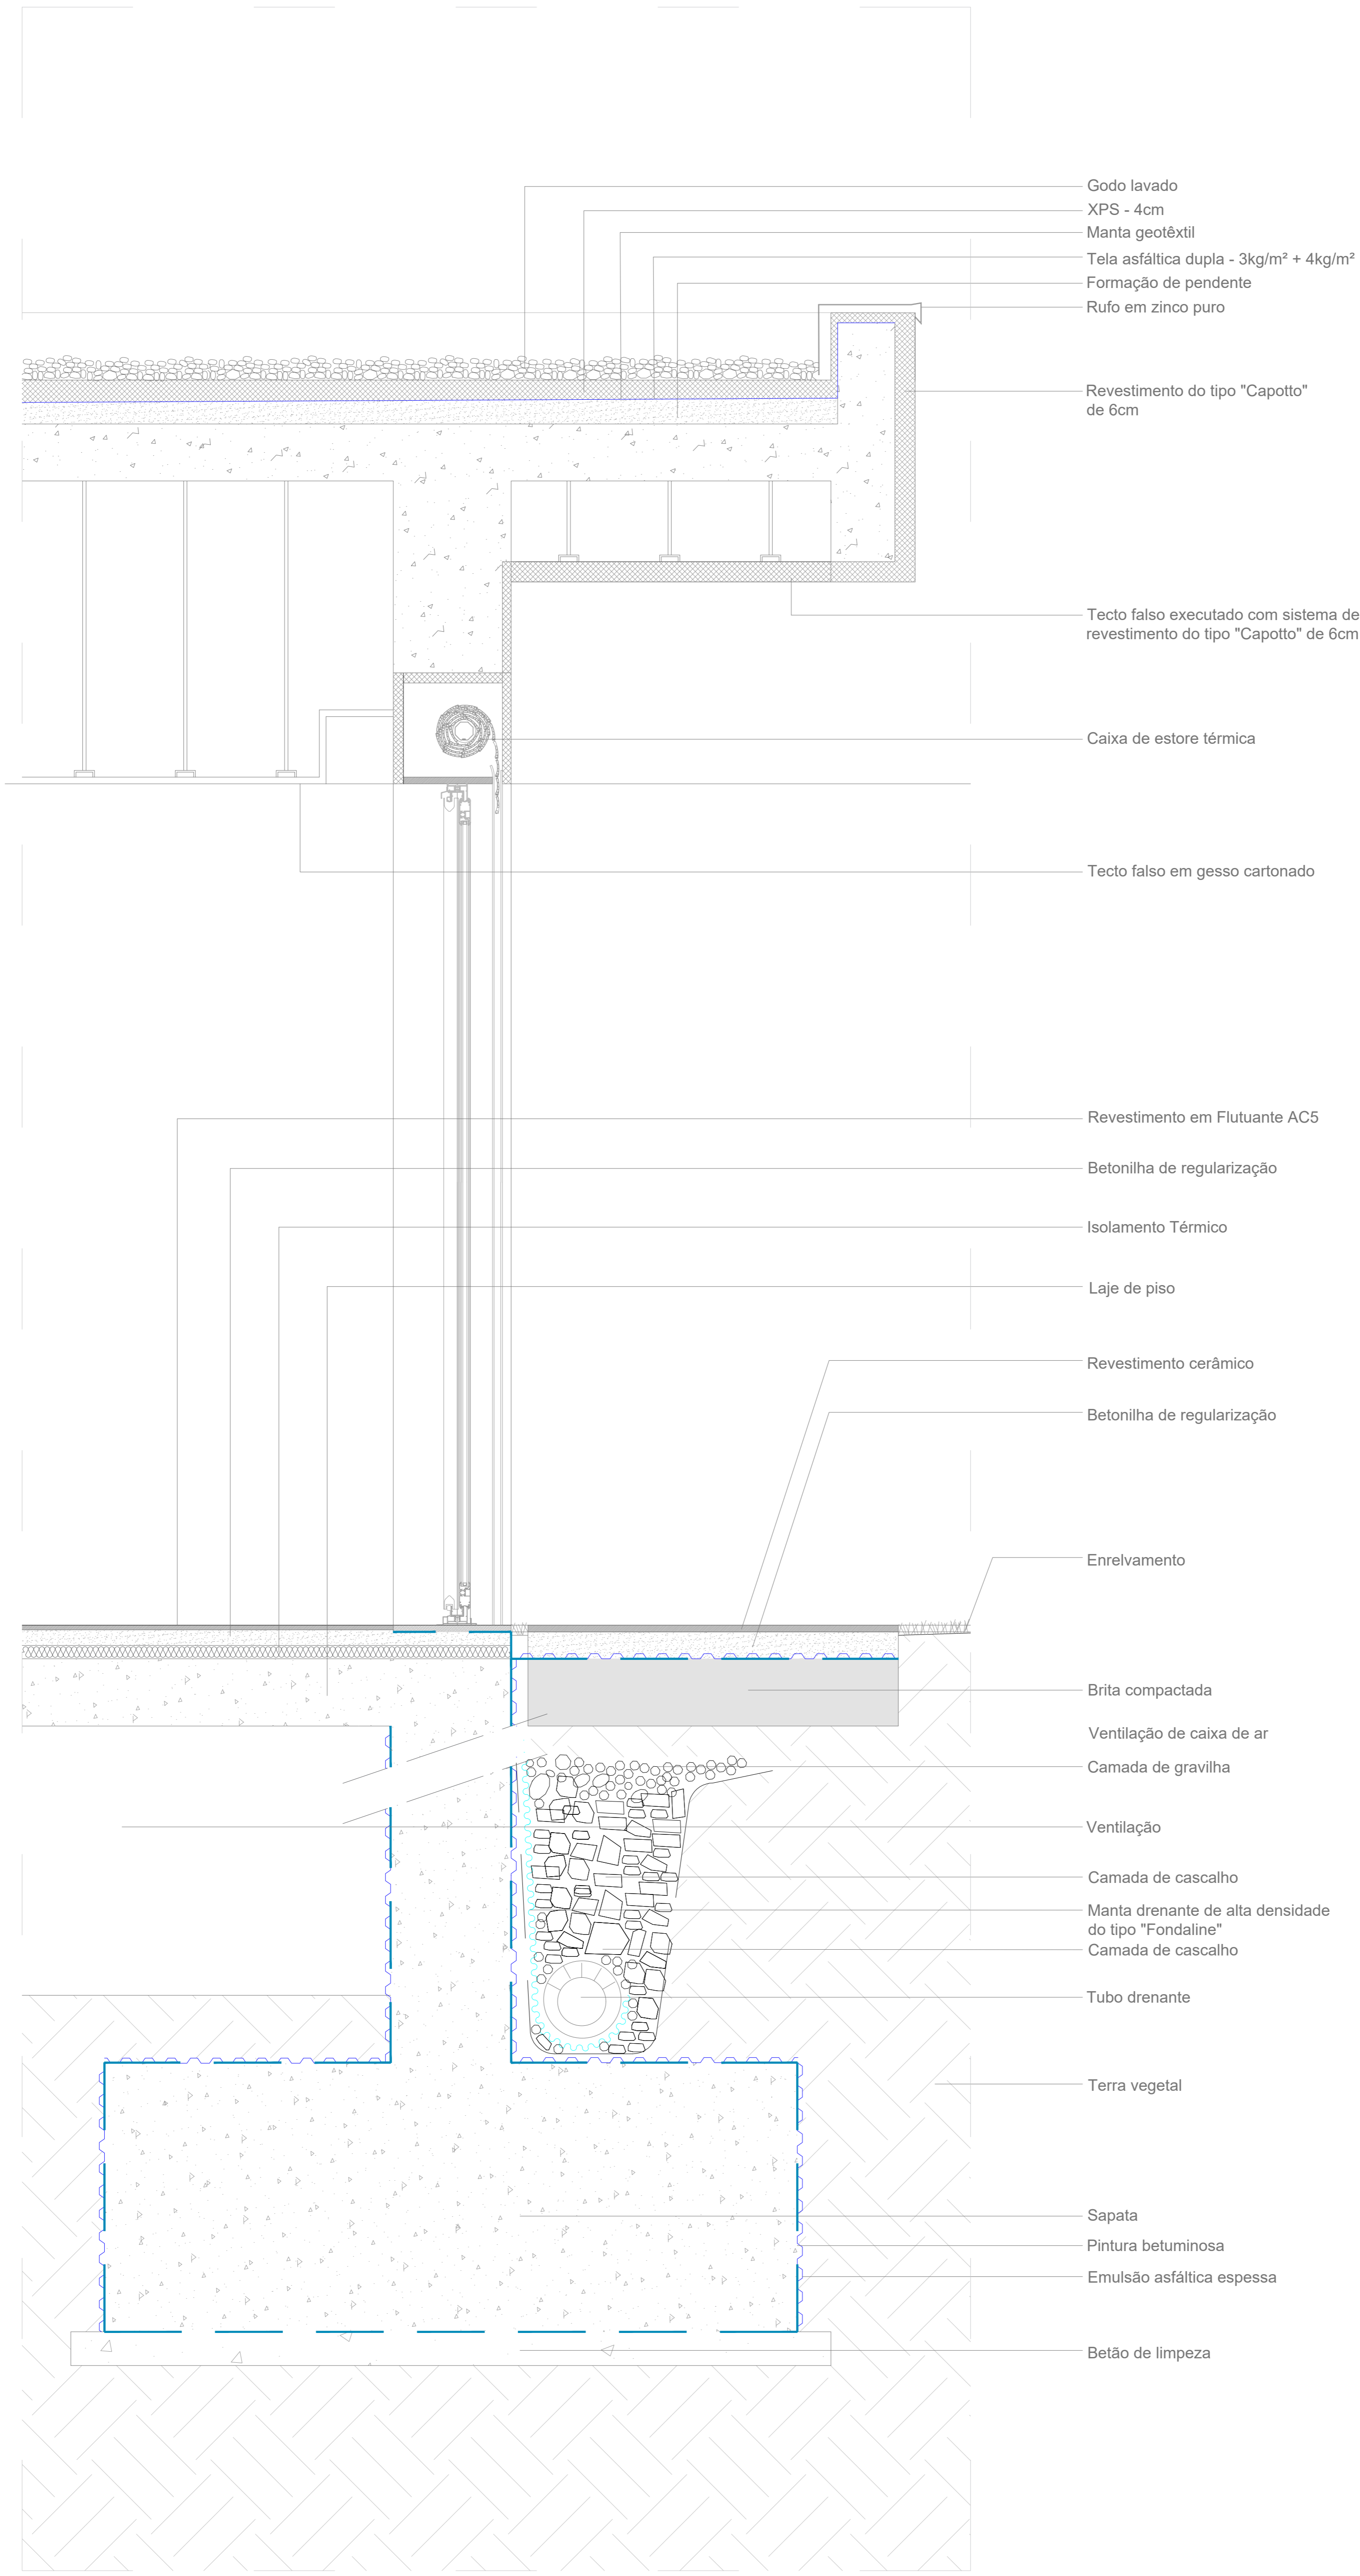 Godo lavado
XPS - 4cm
Manta geotêxtil
Tela asfáltica dupla - 3kg/m² + 4kg/m²
Formação de pendente
Rufo em zinco puro
Revestimento do tipo "Capotto"
de 6cm
Tecto falso executado com sistema de
revestimento do tipo "Capotto" de 6cm
Caixa de estore térmica
Tecto falso em gesso cartonado
Revestimento em Flutuante AC5
Betonilha de regularização
Isolamento Térmico
Laje de piso
Revestimento cerâmico
Betonilha de regularização
Enrelvamento
Brita compactada
Ventilação de caixa de ar
Camada de gravilha
Ventilação
Camada de cascalho
Manta drenante de alta densidade
do tipo "Fondaline"
Camada de cascalho
Tubo drenante
Terra vegetal
Sapata
Pintura betuminosa
Emulsão asfáltica espessa
Betão de limpeza